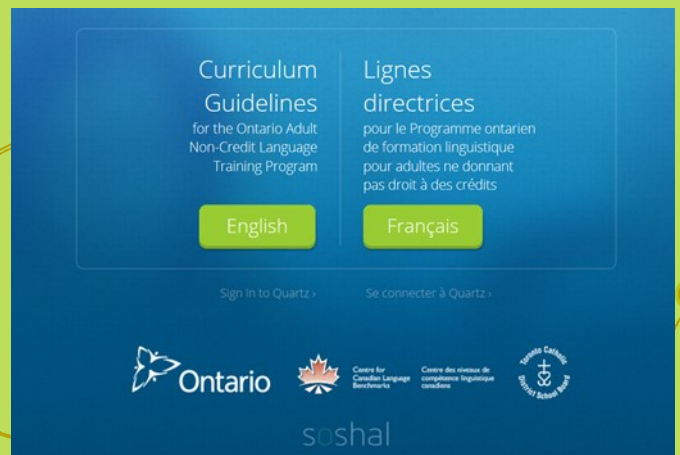 Curriculum
Guidelines
for the Ontario Adult
Non-Credit Language
Training Program
English
Lignes
directrices
pour le Programme ontarien
de formation linguistique
pour adultes ne donnant
pas droit à des crédits
Français
Sign in to Quartz ›
Se connecter à Quartz ›
Ontario
Centre for
Canadian Language
Benchmarks
Centre des niveaux de
compétence linguistique
canadiens
Toronto Catholic
District School Board
soshal